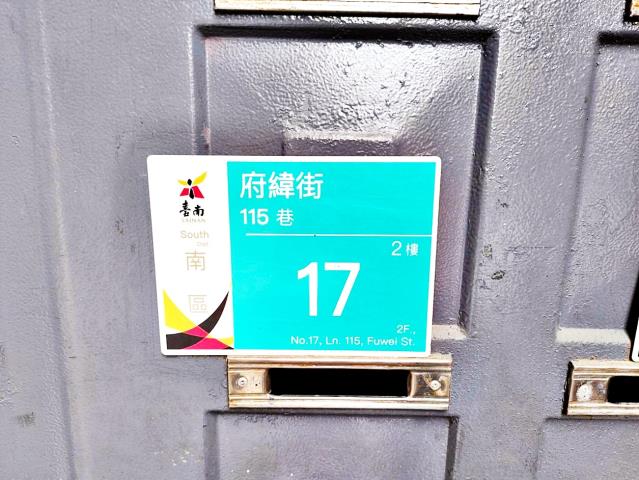 臺南
TAINAN
South
Dist.
南
區
府緯街
115 巷
2 樓
17
2F.,
No.17, Ln. 115, Fuwei St.